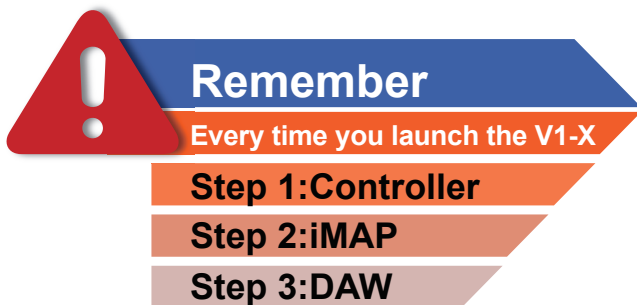 Remember
Every time you launch the V1-X
Step 1:Controller
Step 2:iMAP
Step 3:DAW